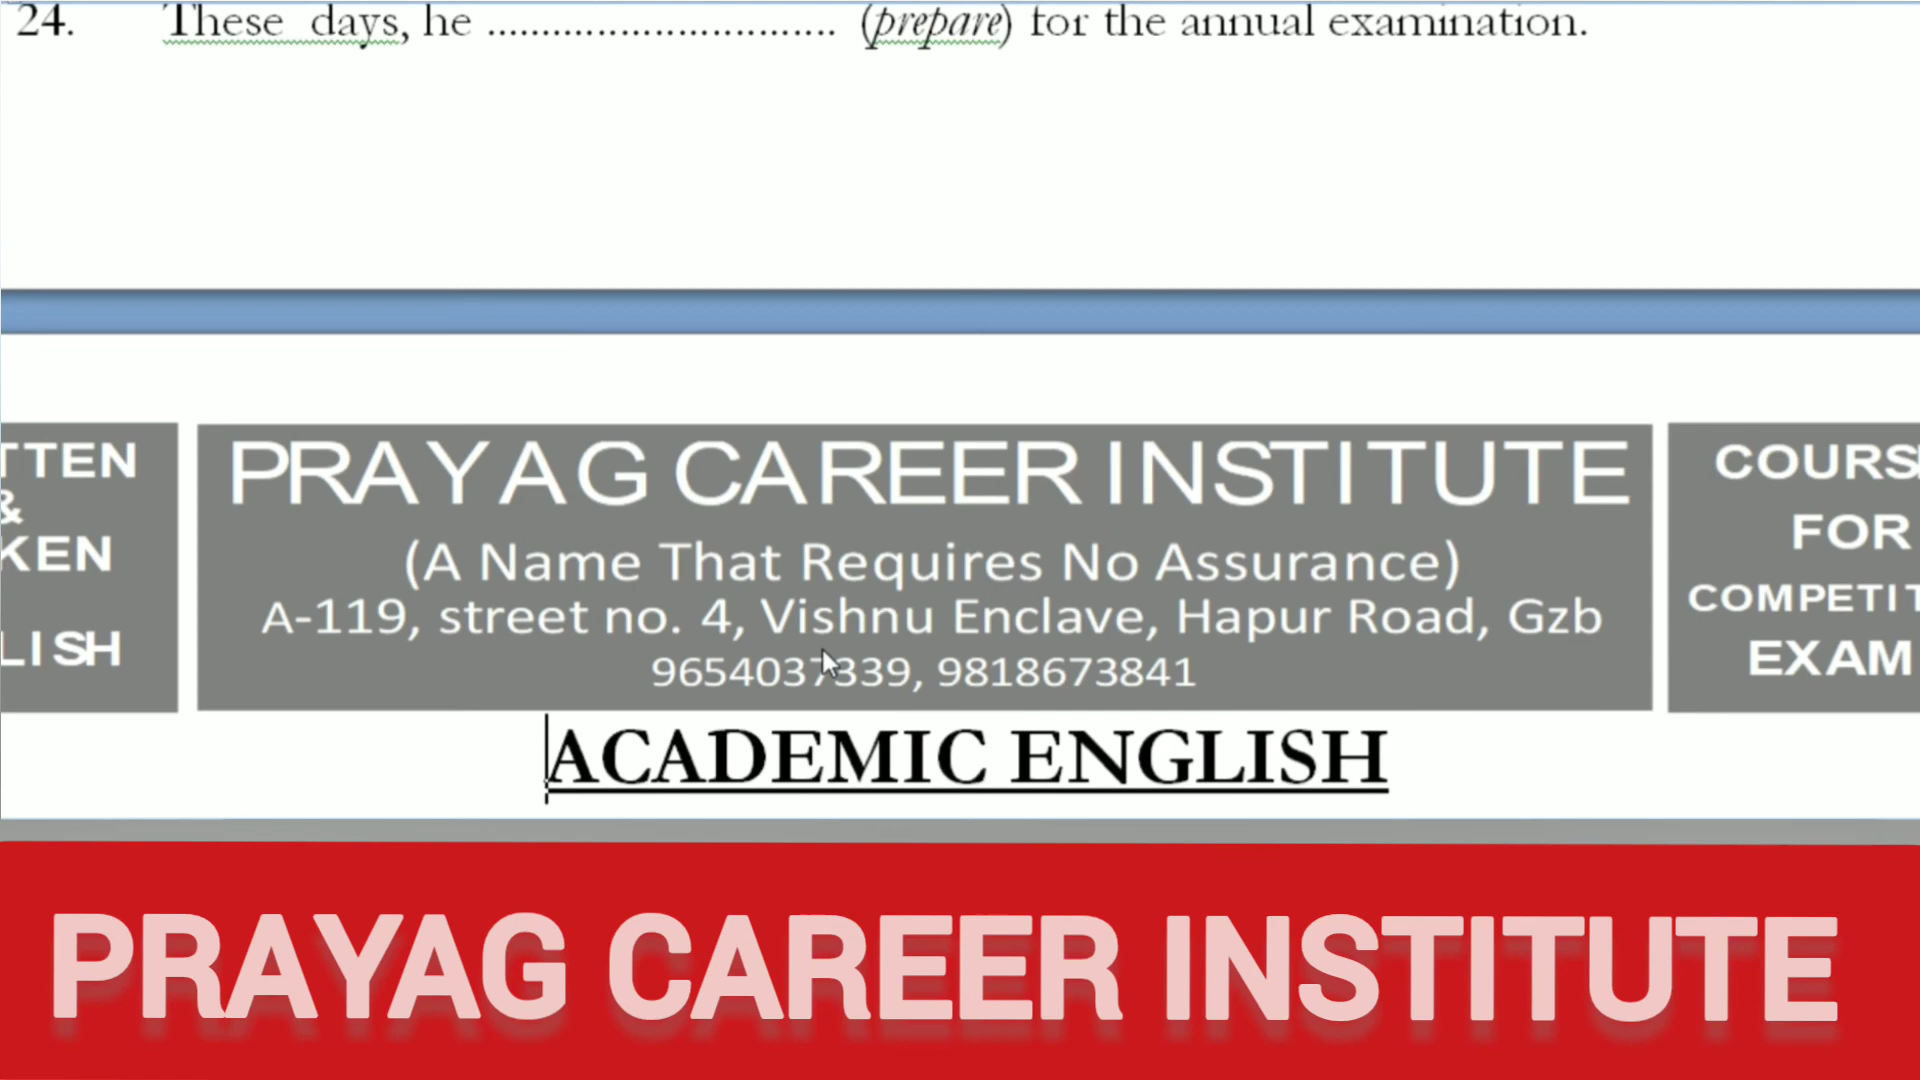 24. These days, he ................................. (prepare) for the annual examination.
TTEN
&
KEN
LISH
PRAYAG CAREER INSTITUTE
(A Name That Requires No Assurance)
A-119, street no. 4, Vishnu Enclave, Hapur Road, Gzb
9654037339, 9818673841
COURS
FOR
COMPETIT
EXAM
ACADEMIC ENGLISH
PRAYAG CAREER INSTITUTE